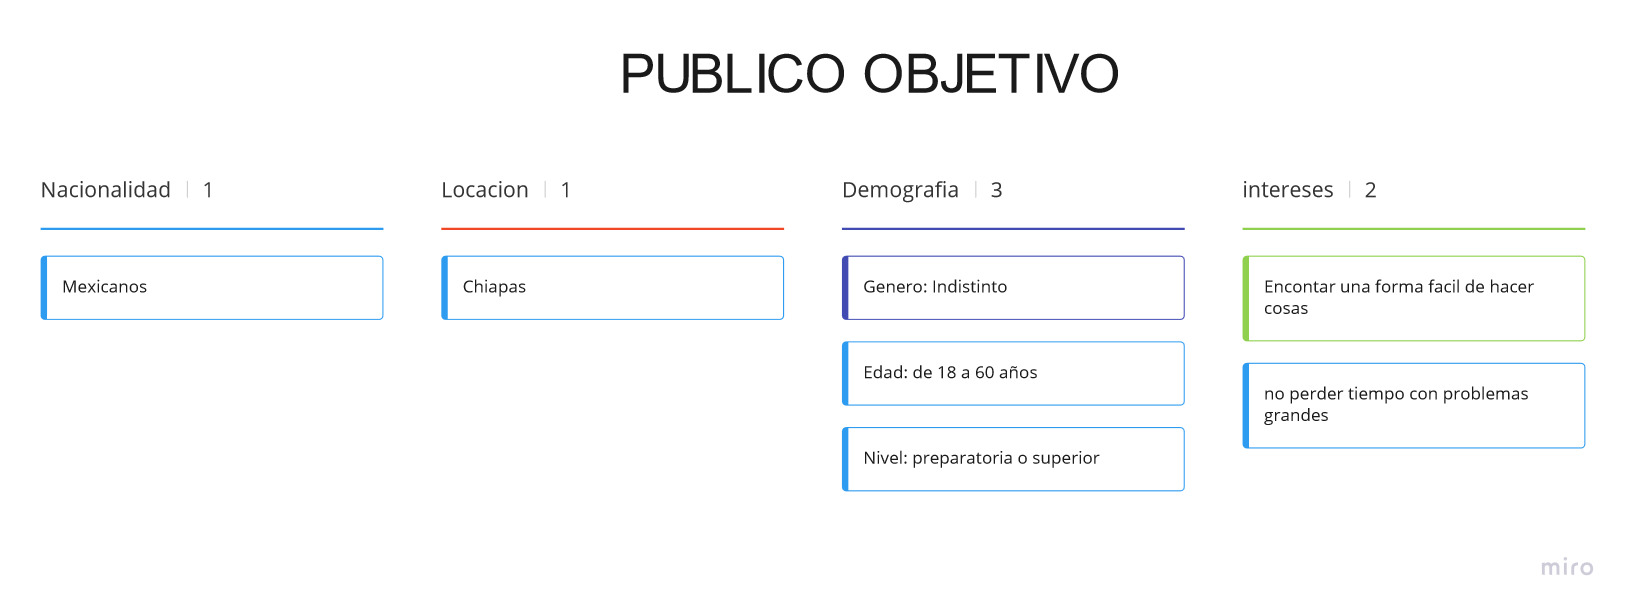 PUBLICO OBJETIVO
Nacionalidad | 1
Mexicanos
Locacion | 1
Chiapas
Demografia | 3
Genero: Indistinto
Edad: de 18 a 60 años
Nivel: preparatoria o superior
intereses | 2
Encontar una forma facil de hacer
cosas
no perder tiempo con problemas
grandes
miro